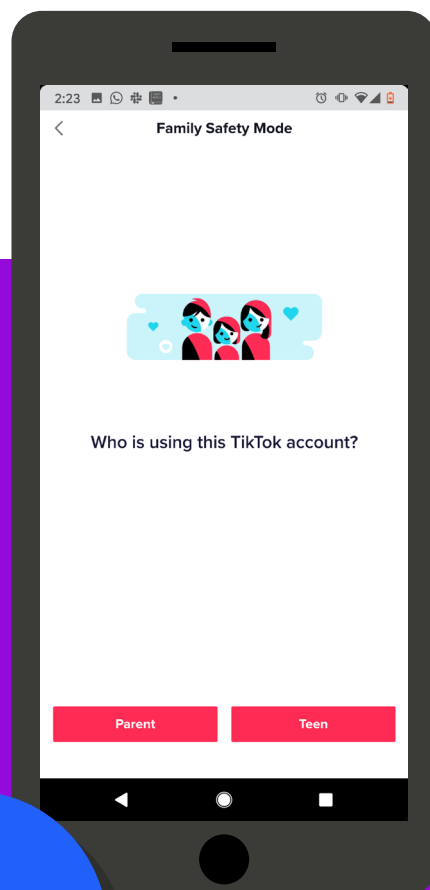 2:23
Family Safety Mode
Who is using this TikTok account?
Parent
Teen